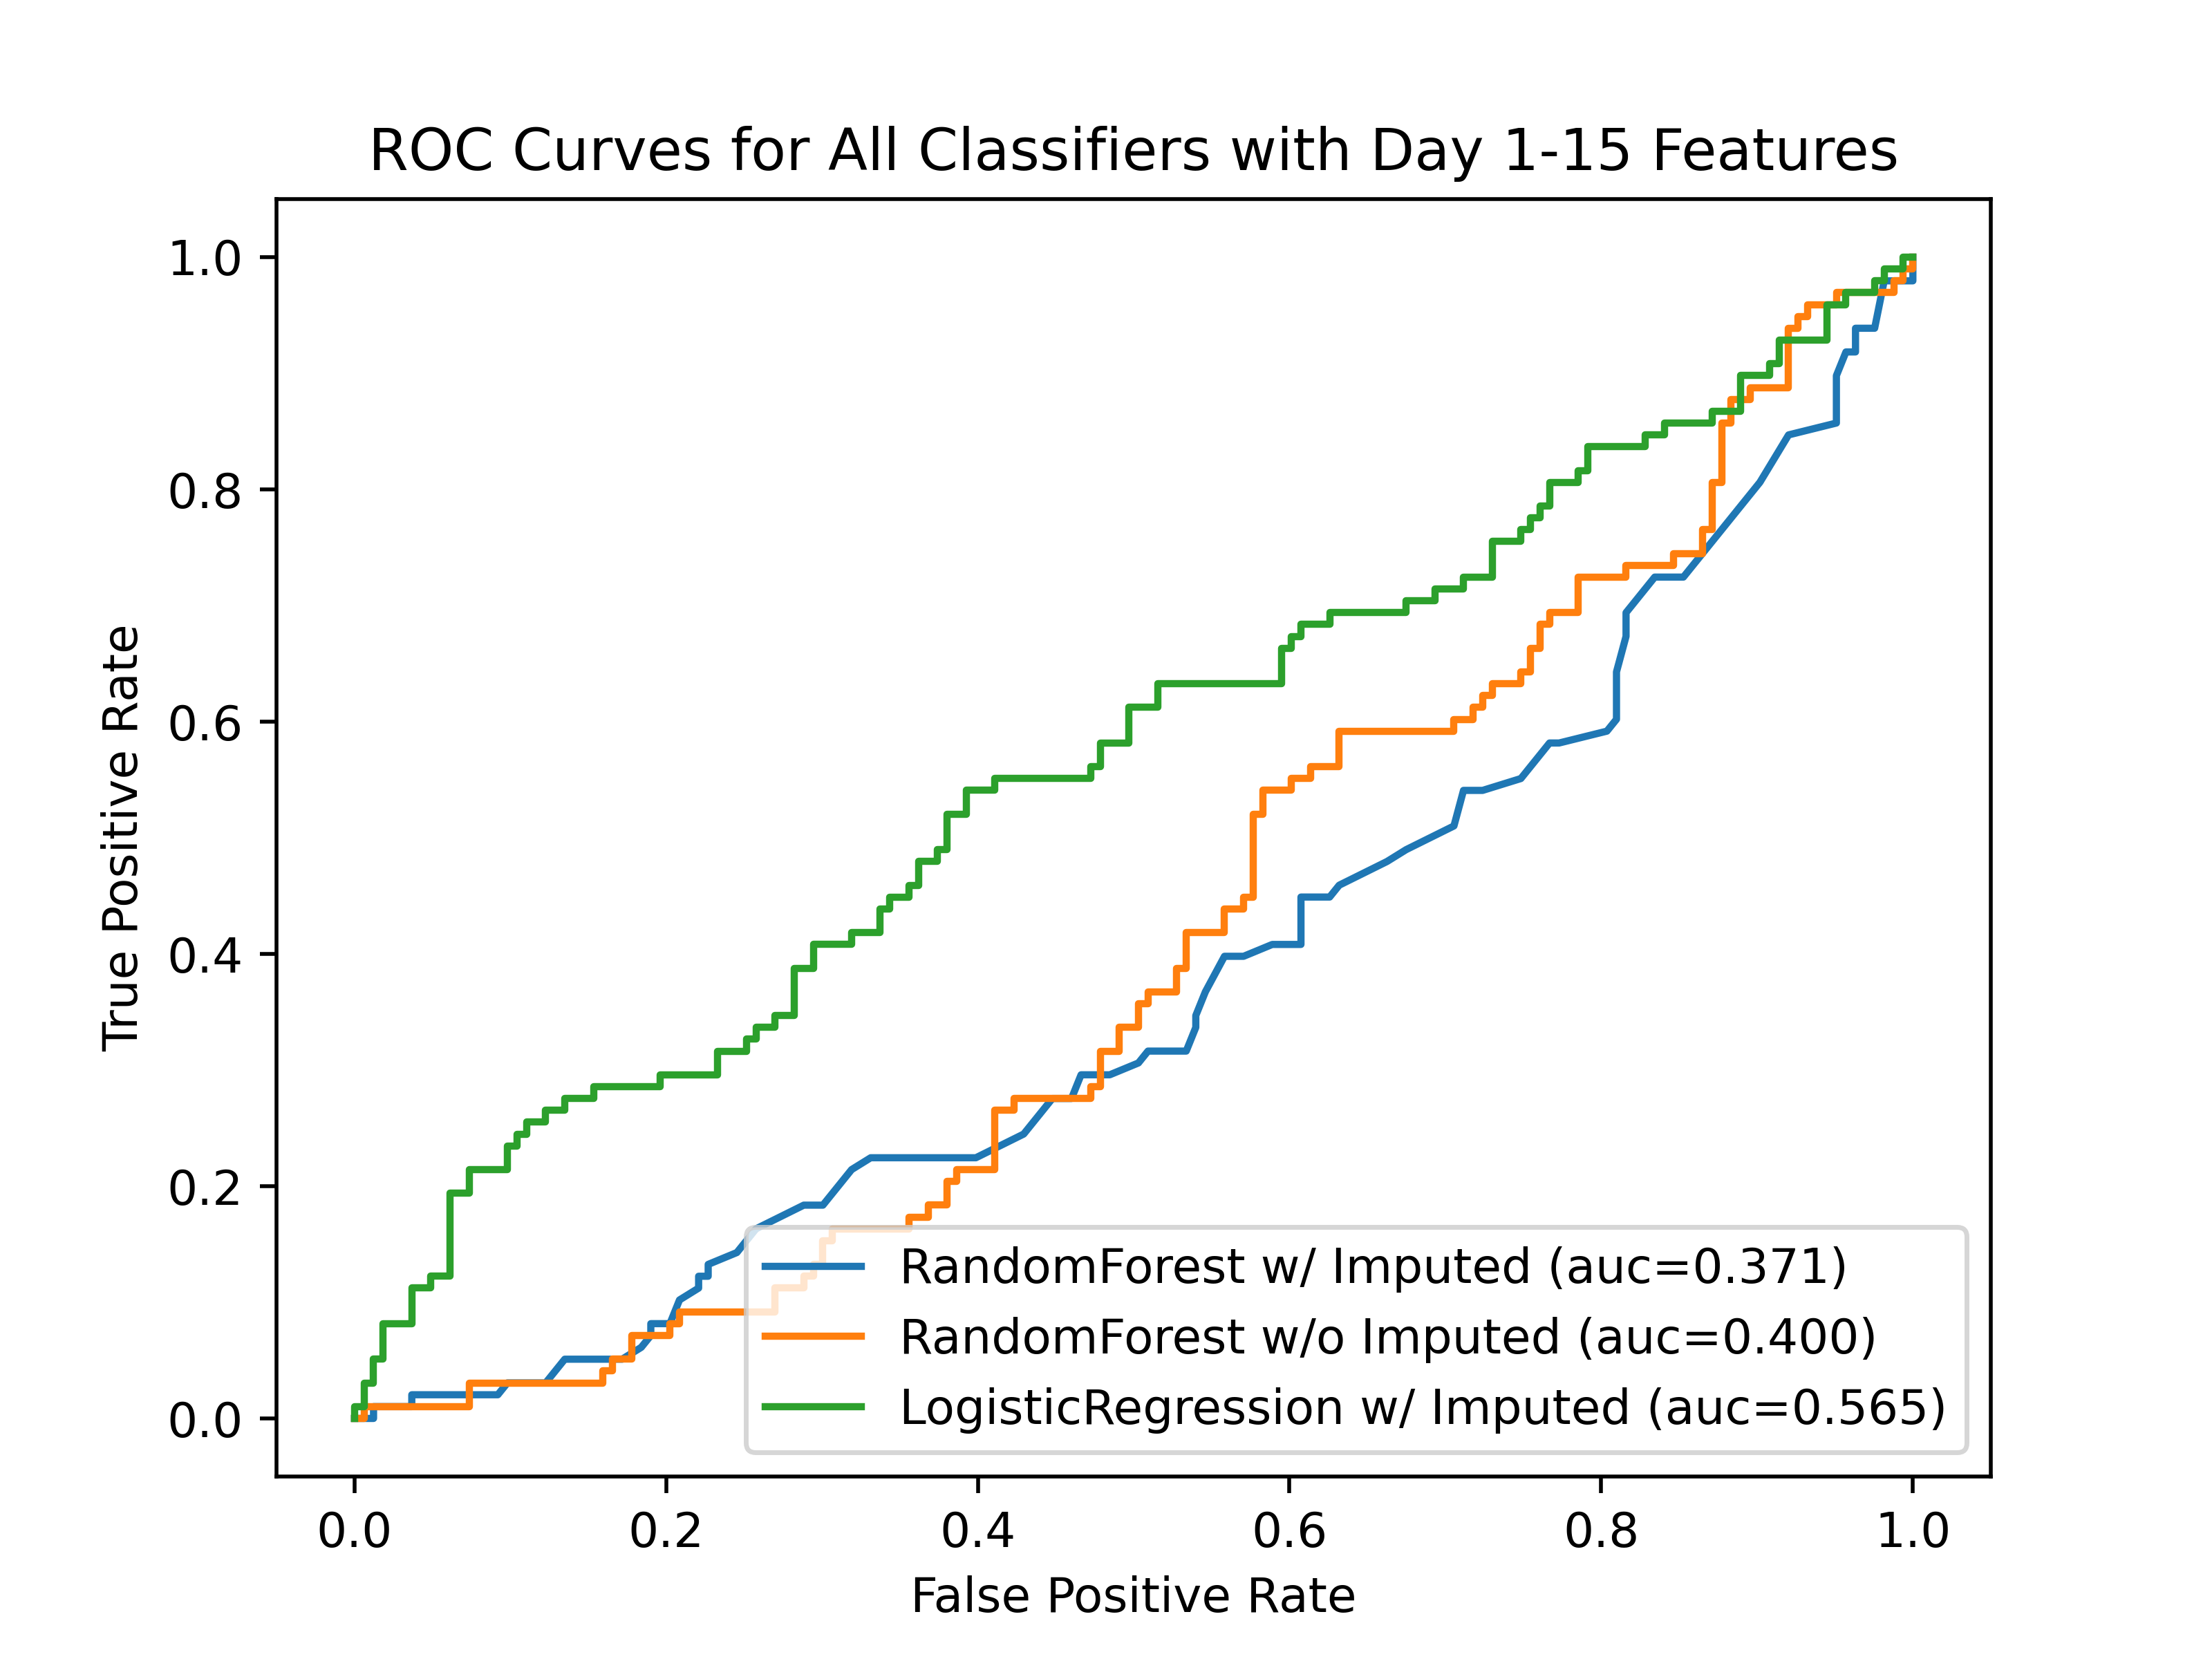 ROC Curves for All Classifiers with Day 1-15 Features
1.0
0.8
0.6
0.4
0.2
0.0
True Positive Rate
RandomForest w/ Imputed (auc=0.371)
RandomForest w/o Imputed (auc=0.400)
LogisticRegression w/ Imputed (auc=0.565)
0.0 0.2 0.4 0.6 0.8 1.0
False Positive Rate